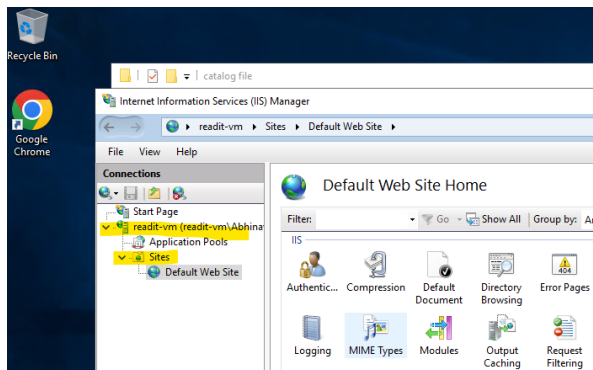 Recycle Bin
Google
Chrome
catalog file
Internet Information Services (IIS) Manager
readit-vm Sites Default Web Site
File View Help
Connections
Start Page
readit-vm (readit-vm\Abhina
Application Pools
Sites
Default Web Site
Default Web Site Home
Filter: Go Show All Group by:
IIS
Authentic... Compression Default Document Directory Browsing Error Pages
404
Logging MIME Types Modules Output Caching Request Filtering